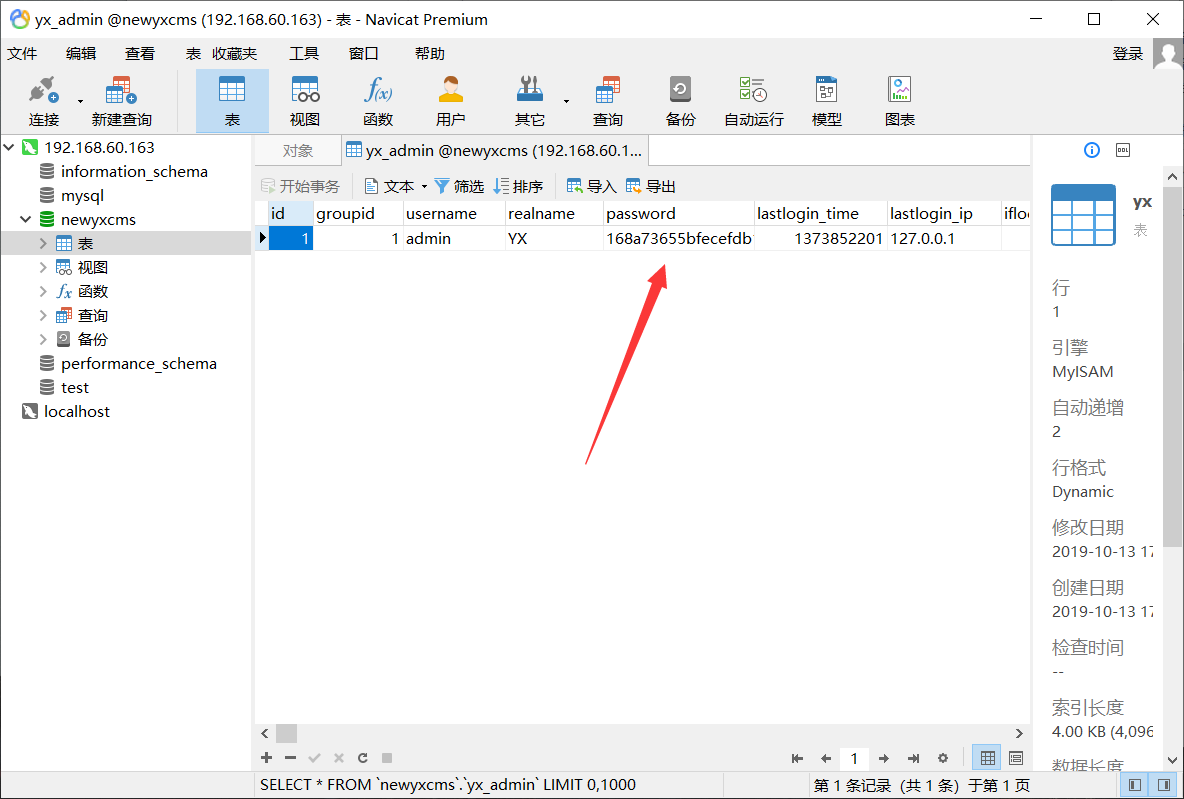 yx_admin @newyxcms (192.168.60.163) - 表 - Navicat Premium
文件 编辑 查看 表 收藏夹 工具 窗口 帮助 登录
连接 新建查询 表 视图 函数 用户 其它 查询 备份 自动运行 模型 图表
192.168.60.163
information_schema
mysql
newyxcms
表
视图
函数
查询
备份
performance_schema
test
localhost
对象 yx_admin @newyxcms (192.168.60.1...
开始事务 文本 筛选 排序 导入 导出
id groupid username realname password lastlogin_time lastlogin_ip iflo
1 1 admin YX 168a73655bfecefdb 1373852201 127.0.0.1
DDL
yx
表
行
1
引擎
MyISAM
自动递增
2
行格式
Dynamic
修改日期
2019-10-13 17
创建日期
2019-10-13 17
检查时间
--
索引长度
4.00 KB (4,096
数据长度
1
SELECT * FROM `newyxcms`.`yx_admin` LIMIT 0,1000
第 1 条记录 (共 1 条) 于第 1 页